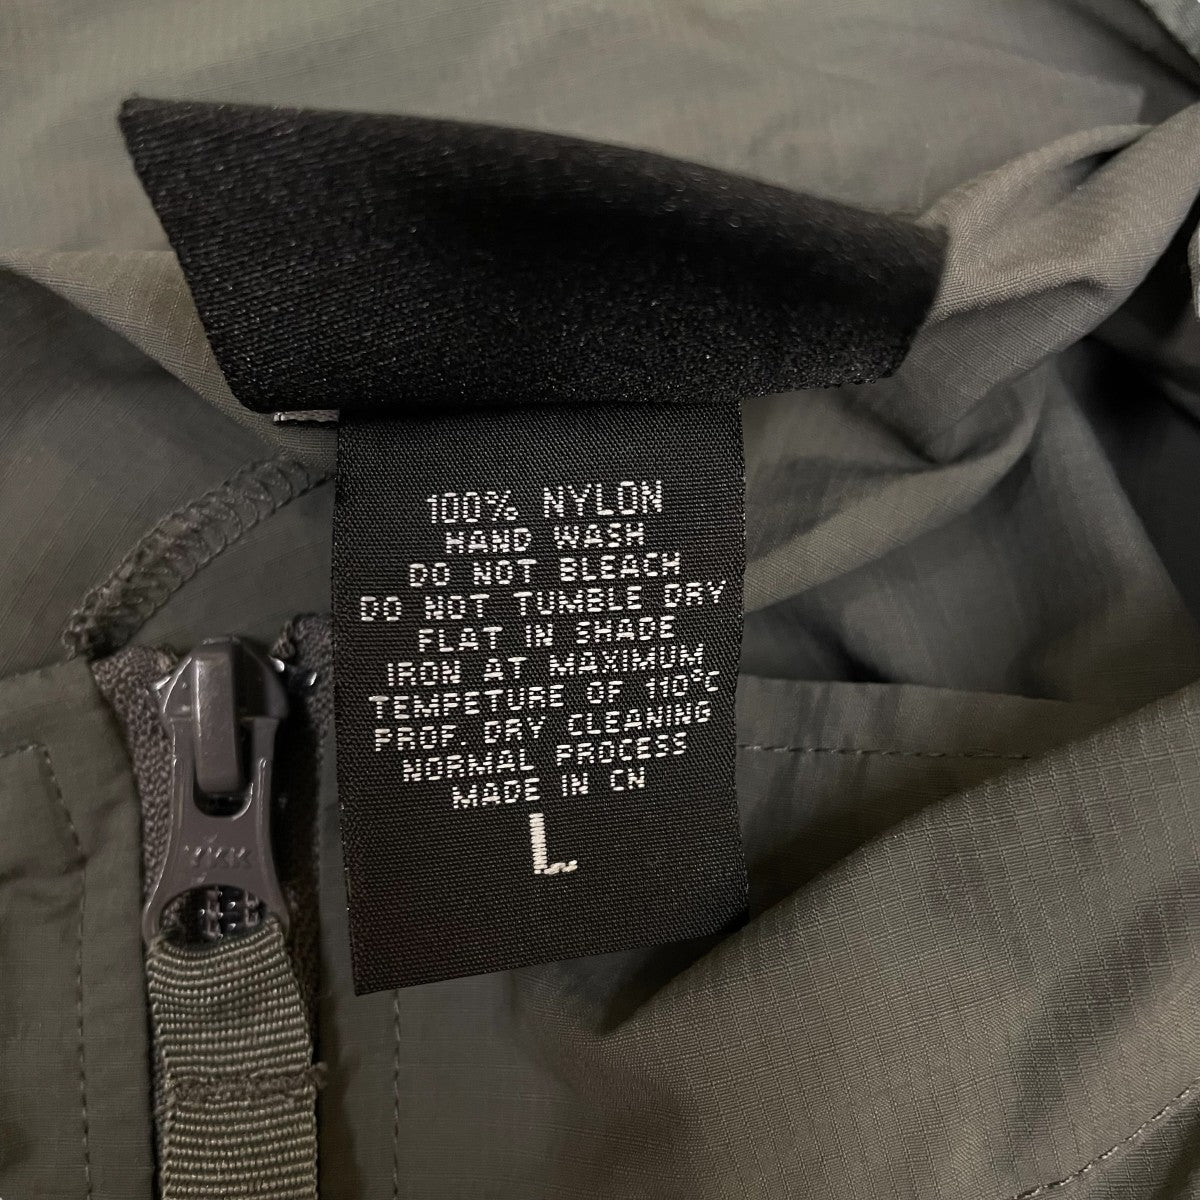 100% NYLON
HAND WASH
DO NOT BLEACH
DO NOT TUMBLE DRY
FLAT IN SHADE
IRON AT MAXIMUM
TEMPETURE OF 110°C
PROF. DRY CLEANING
NORMAL PROCESS
MADE IN CN
L
YKK